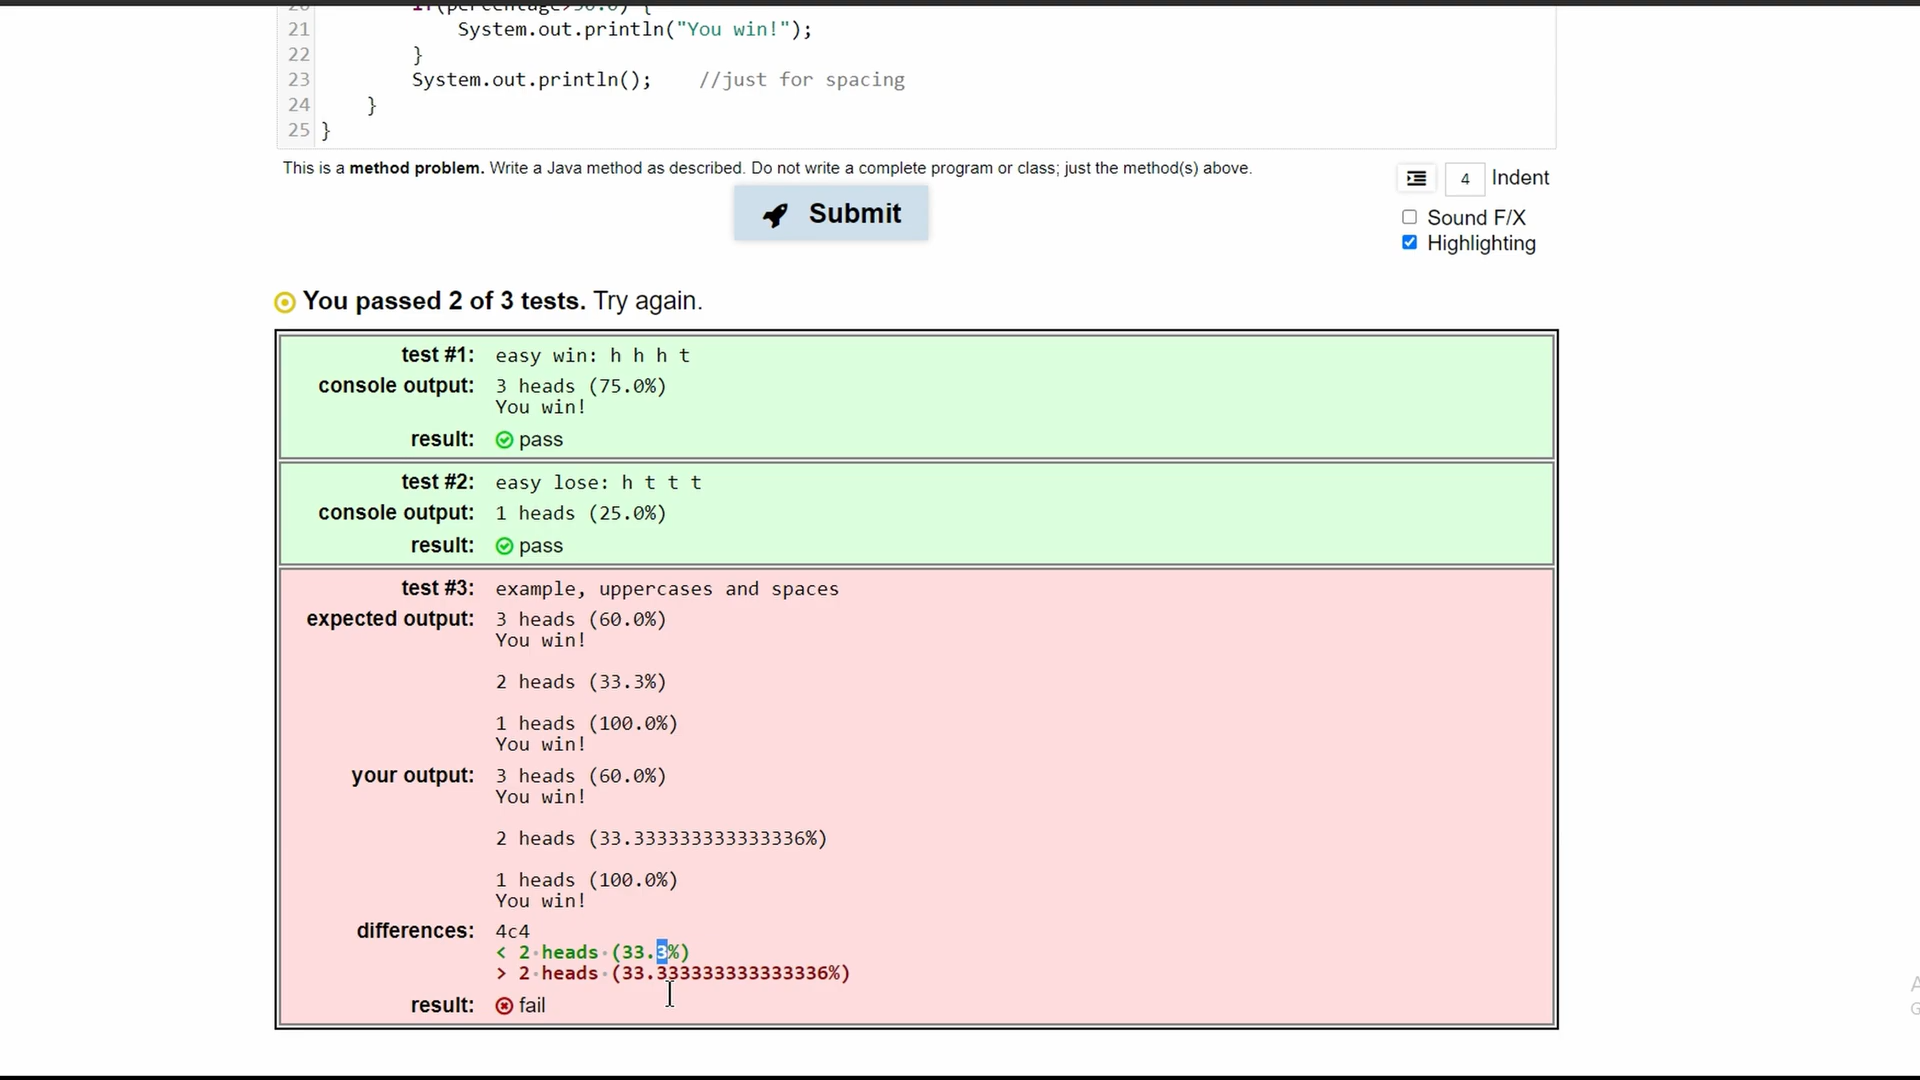 20 if(percentage>50.0) {
21 System.out.println("You win!");
22 }
23 System.out.println(); //just for spacing
24 }
25 }
This is a method problem. Write a Java method as described. Do not write a complete program or class; just the method(s) above.
4 Indent
Submit
Sound F/X
Highlighting
You passed 2 of 3 tests. Try again.
test #1: easy win: h h h t
console output: 3 heads (75.0%)
You win!
result: pass
test #2: easy lose: h t t t
console output: 1 heads (25.0%)
result: pass
test #3: example, uppercases and spaces
expected output: 3 heads (60.0%)
You win!
2 heads (33.3%)
1 heads (100.0%)
You win!
your output: 3 heads (60.0%)
You win!
2 heads (33.333333333333336%)
1 heads (100.0%)
You win!
differences: 4c4
< 2·heads·(33.3%)
> 2·heads·(33.333333333333336%)
result: fail